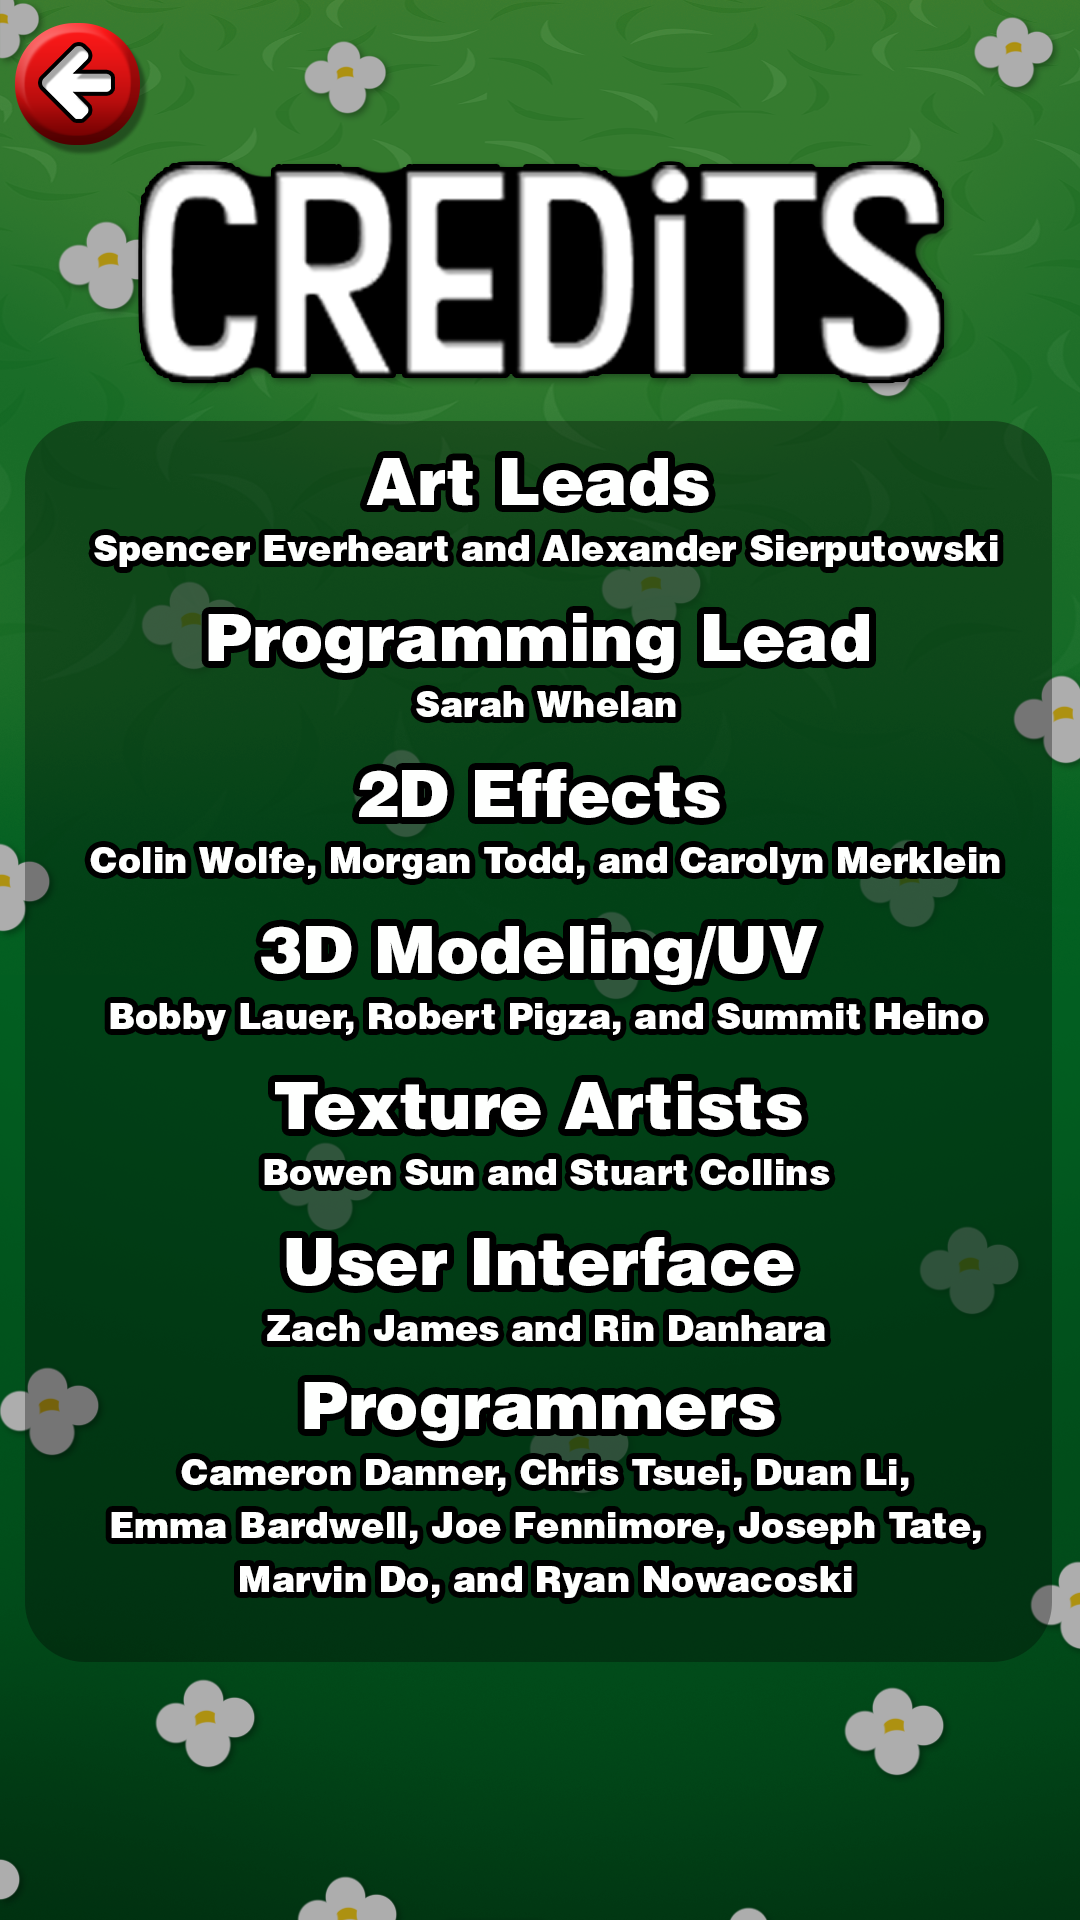 CREDiTS
Art Leads
Spencer Everheart and Alexander Sierputowski
Programming Lead
Sarah Whelan
2D Effects
Colin Wolfe, Morgan Todd, and Carolyn Merklein
3D Modeling/UV
Bobby Lauer, Robert Pigza, and Summit Heino
Texture Artists
Bowen Sun and Stuart Collins
User Interface
Zach James and Rin Danhara
Programmers
Cameron Danner, Chris Tsuei, Duan Li,
Emma Bardwell, Joe Fennimore, Joseph Tate,
Marvin Do, and Ryan Nowacoski